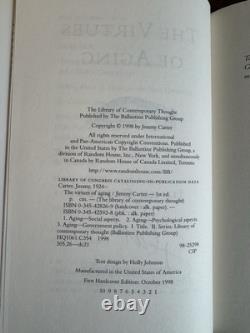 THE VIRTUES
OF AGING
The Library of Contemporary Thought
Published by The Ballantine Publishing Group
Copyright © 1998 by Jimmy Carter
All rights reserved under International
and Pan-American Copyright Conventions. Published in
the United States by The Ballantine Publishing Group, a
division of Random House, Inc., New York, and simultaneously
in Canada by Random House of Canada Limited, Toronto.
http://www.randomhouse.com/BB/
LIBRARY OF CONGRESS CATALOGING-IN-PUBLICATION DATA
Carter, Jimmy, 1924–
The virtues of aging / Jimmy Carter. — 1st ed.
p. cm. — (The library of contemporary thought)
ISBN 0-345-42826-9 (hardcover : alk. paper)
ISBN 0-345-42592-8 (pbk. : alk. paper)
1. Aging—Social aspects. 2. Aging—Psychological aspects
3. Aging—Government policy I. Title. II. Series: Library of
contemporary thought (Ballantine Publishing Group)
HQ1061.C354 1998
305.26—dc21 98-25298
CIP
Text design by Holly Johnson
Manufactured in the United States of America
First Hardcover Edition: October 1998
10 9 8 7 6 5 4 3 2 1